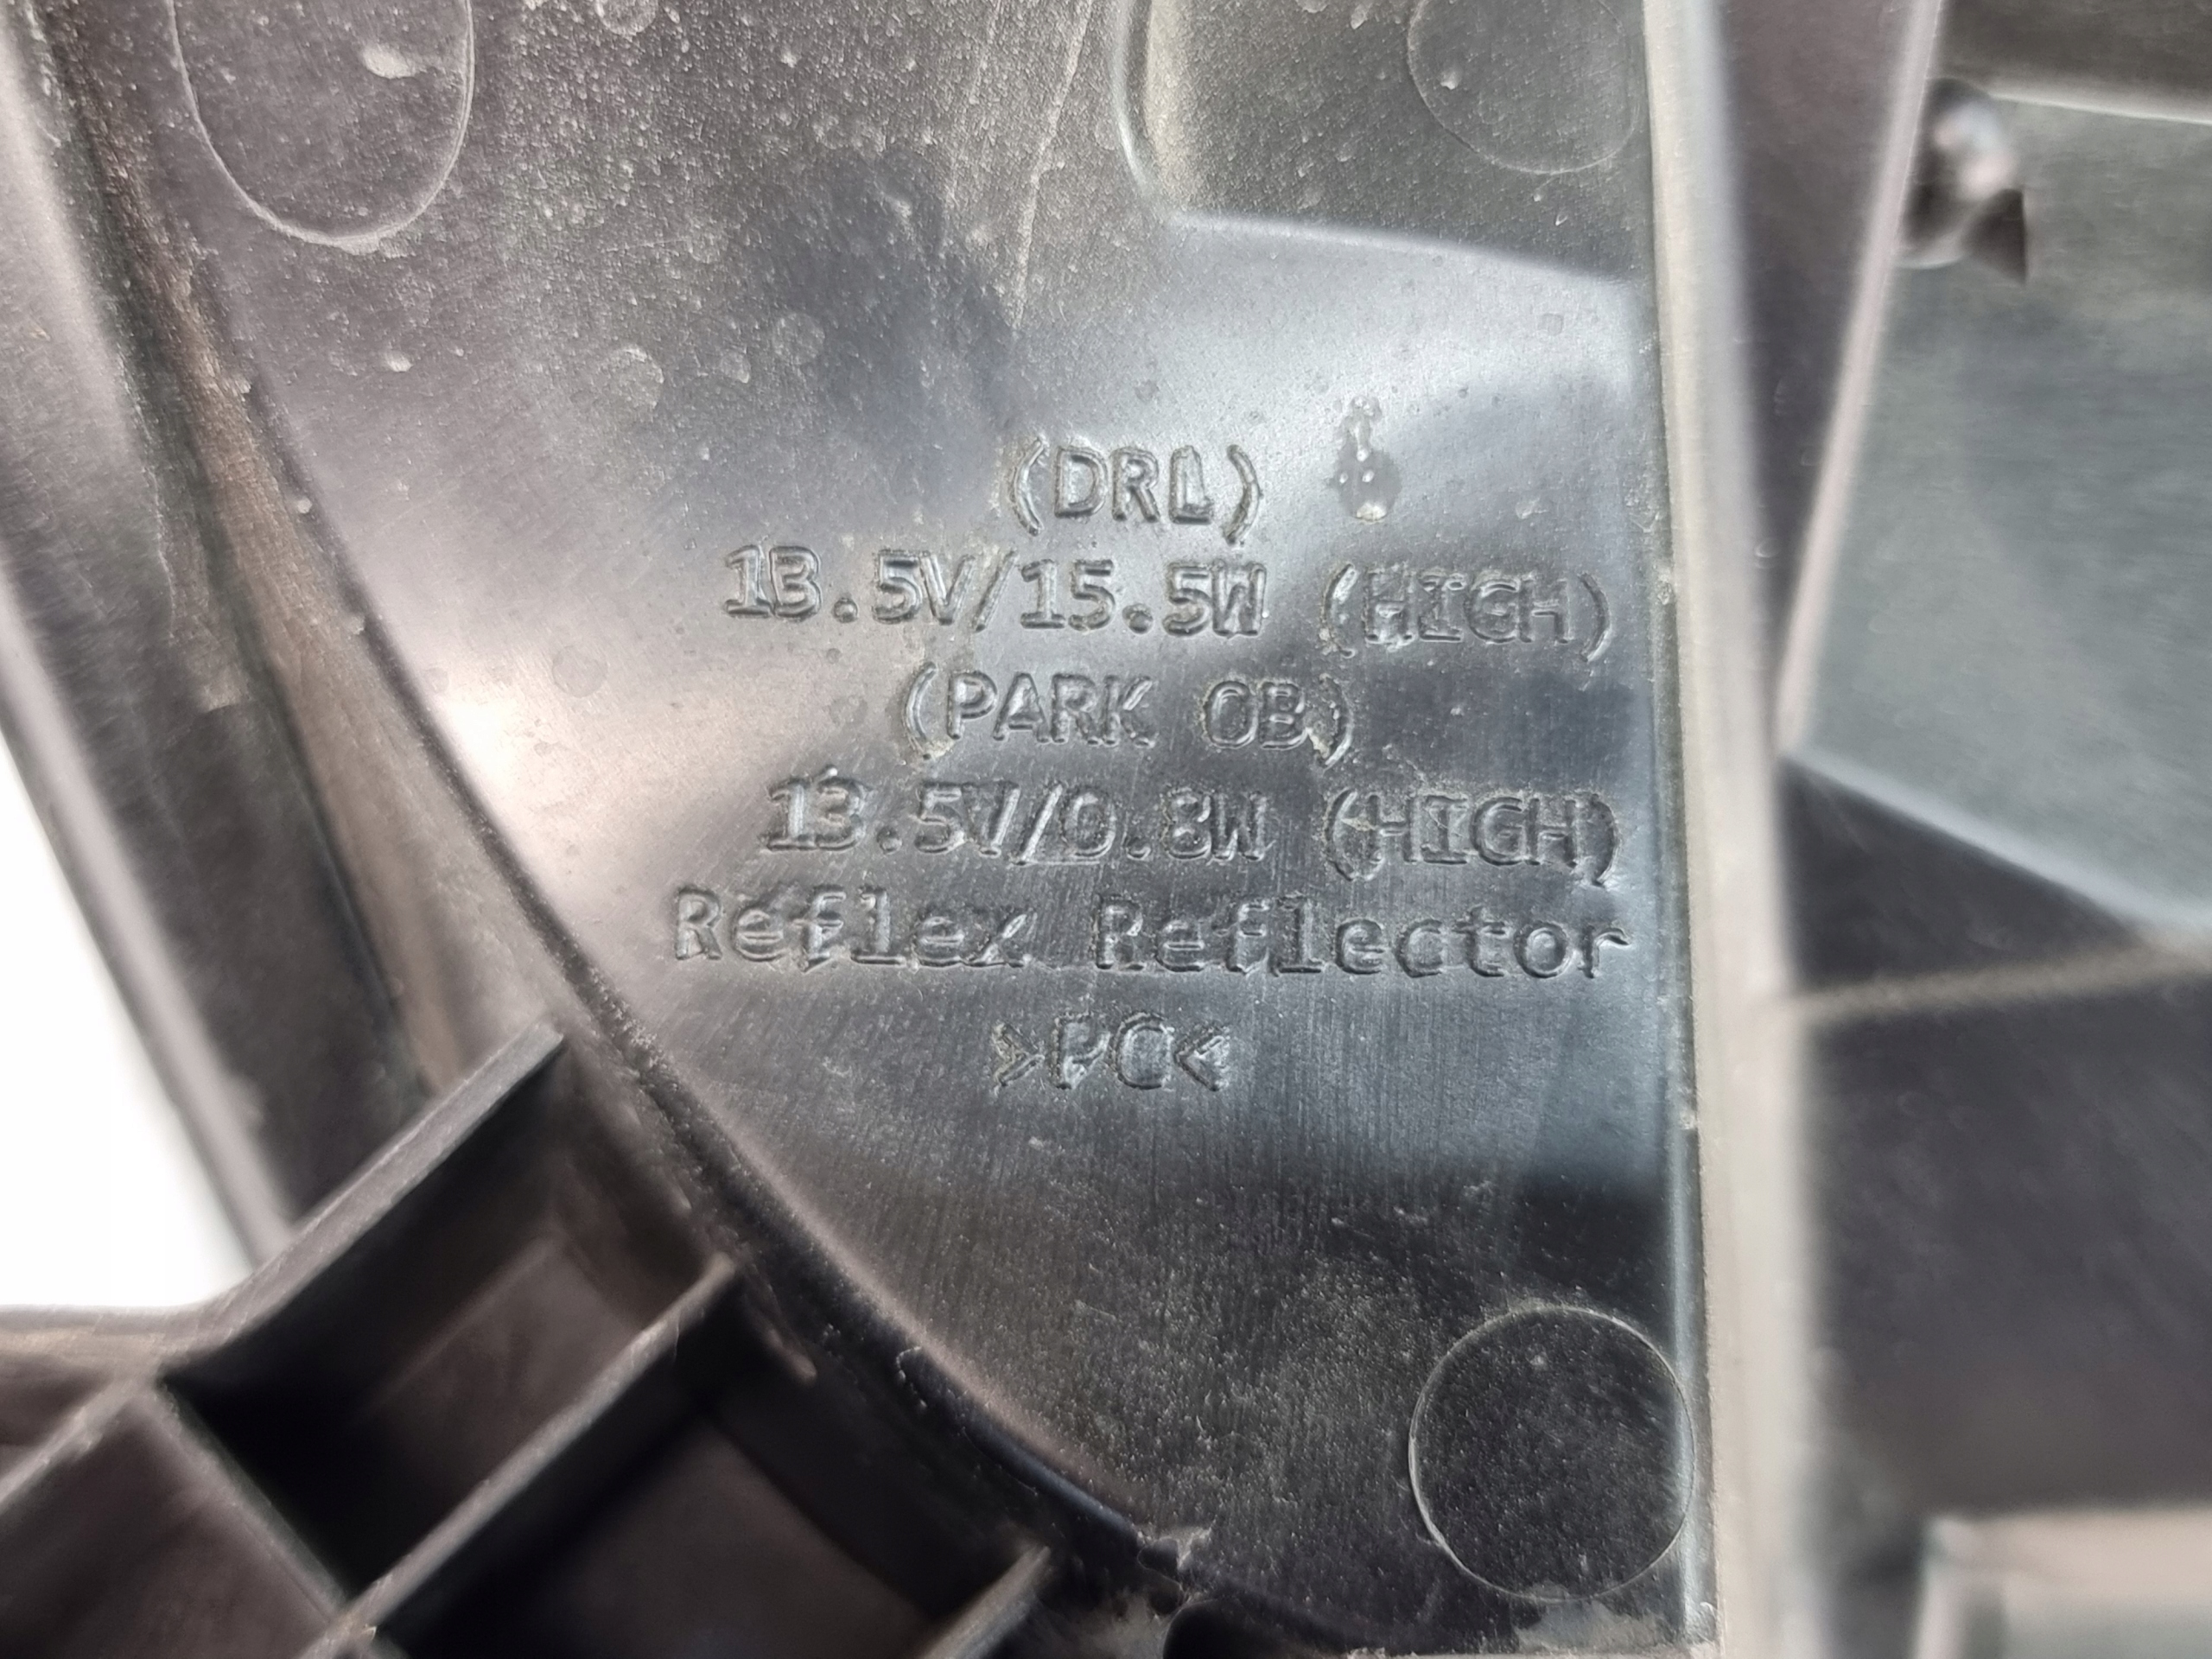 (DRL)
13.5V/15.5W (HIGH)
(PARK OB)
13.5V/0.8W (HIGH)
Reflex Reflector
>PC<